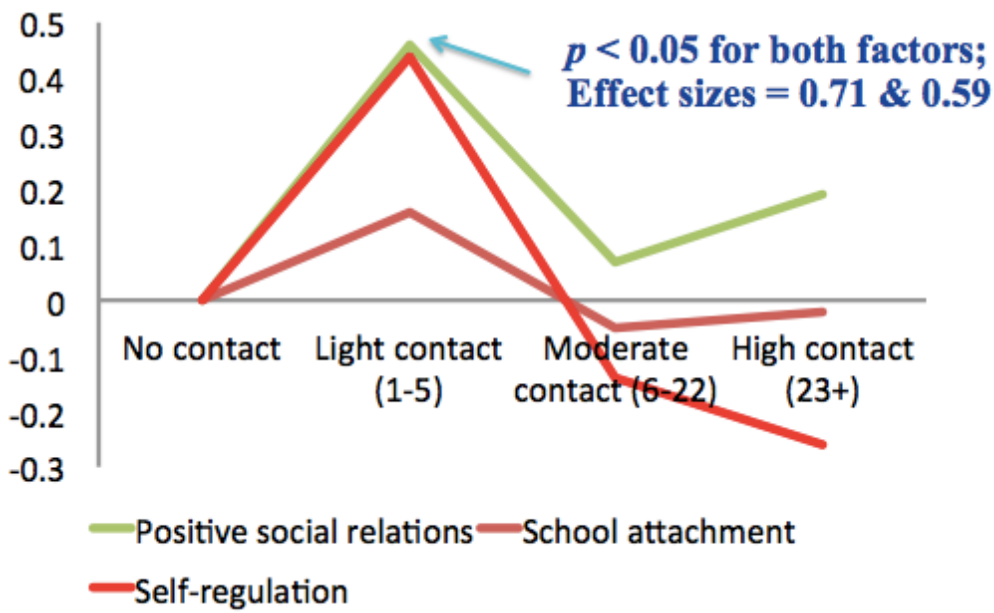 0.5
0.4
0.3
0.2
0.1
0
-0.1
-0.2
-0.3
p < 0.05 for both factors;
Effect sizes = 0.71 & 0.59
No contact
Light contact
(1-5)
Moderate
contact (6-22)
High contact
(23+)
Positive social relations
School attachment
Self-regulation